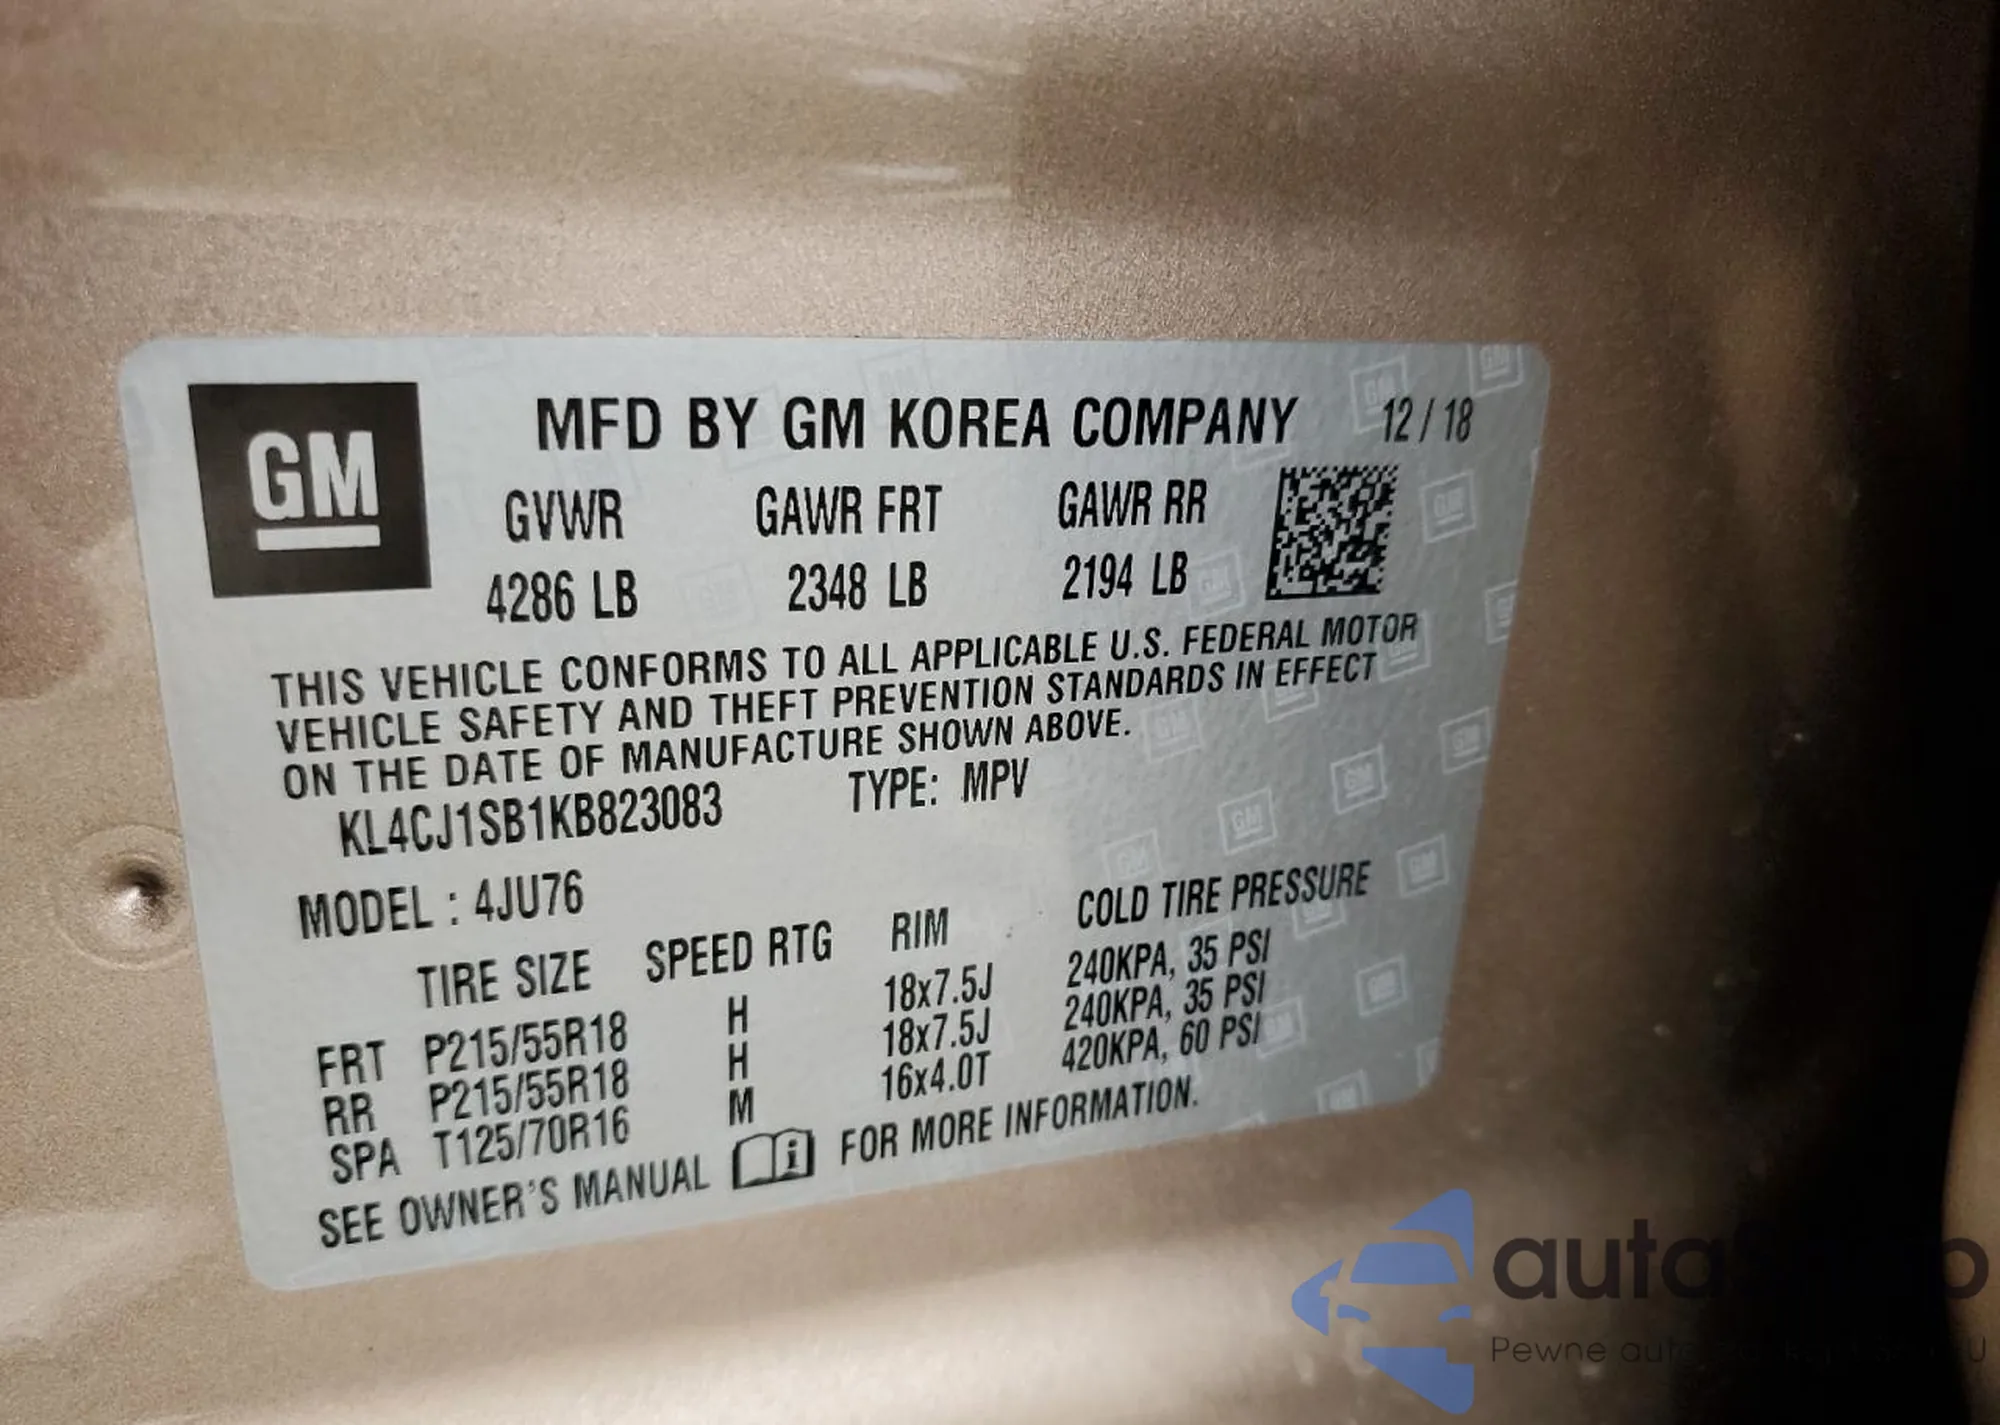 GM
MFD BY GM KOREA COMPANY 12/18
GVWR GAWR FRT GAWR RR
4286 LB 2348 LB 2194 LB
THIS VEHICLE CONFORMS TO ALL APPLICABLE U.S. FEDERAL MOTOR
VEHICLE SAFETY AND THEFT PREVENTION STANDARDS IN EFFECT
ON THE DATE OF MANUFACTURE SHOWN ABOVE.
KL4CJ1SB1KB823083 TYPE: MPV
MODEL : 4JU76
TIRE SIZE SPEED RTG RIM COLD TIRE PRESSURE
FRT P215/55R18 H 18x7.5J 240KPA, 35 PSI
RR P215/55R18 H 18x7.5J 240KPA, 35 PSI
SPA T125/70R16 M 16x4.0T 420KPA, 60 PSI
SEE OWNER'S MANUAL i FOR MORE INFORMATION.
Pewne